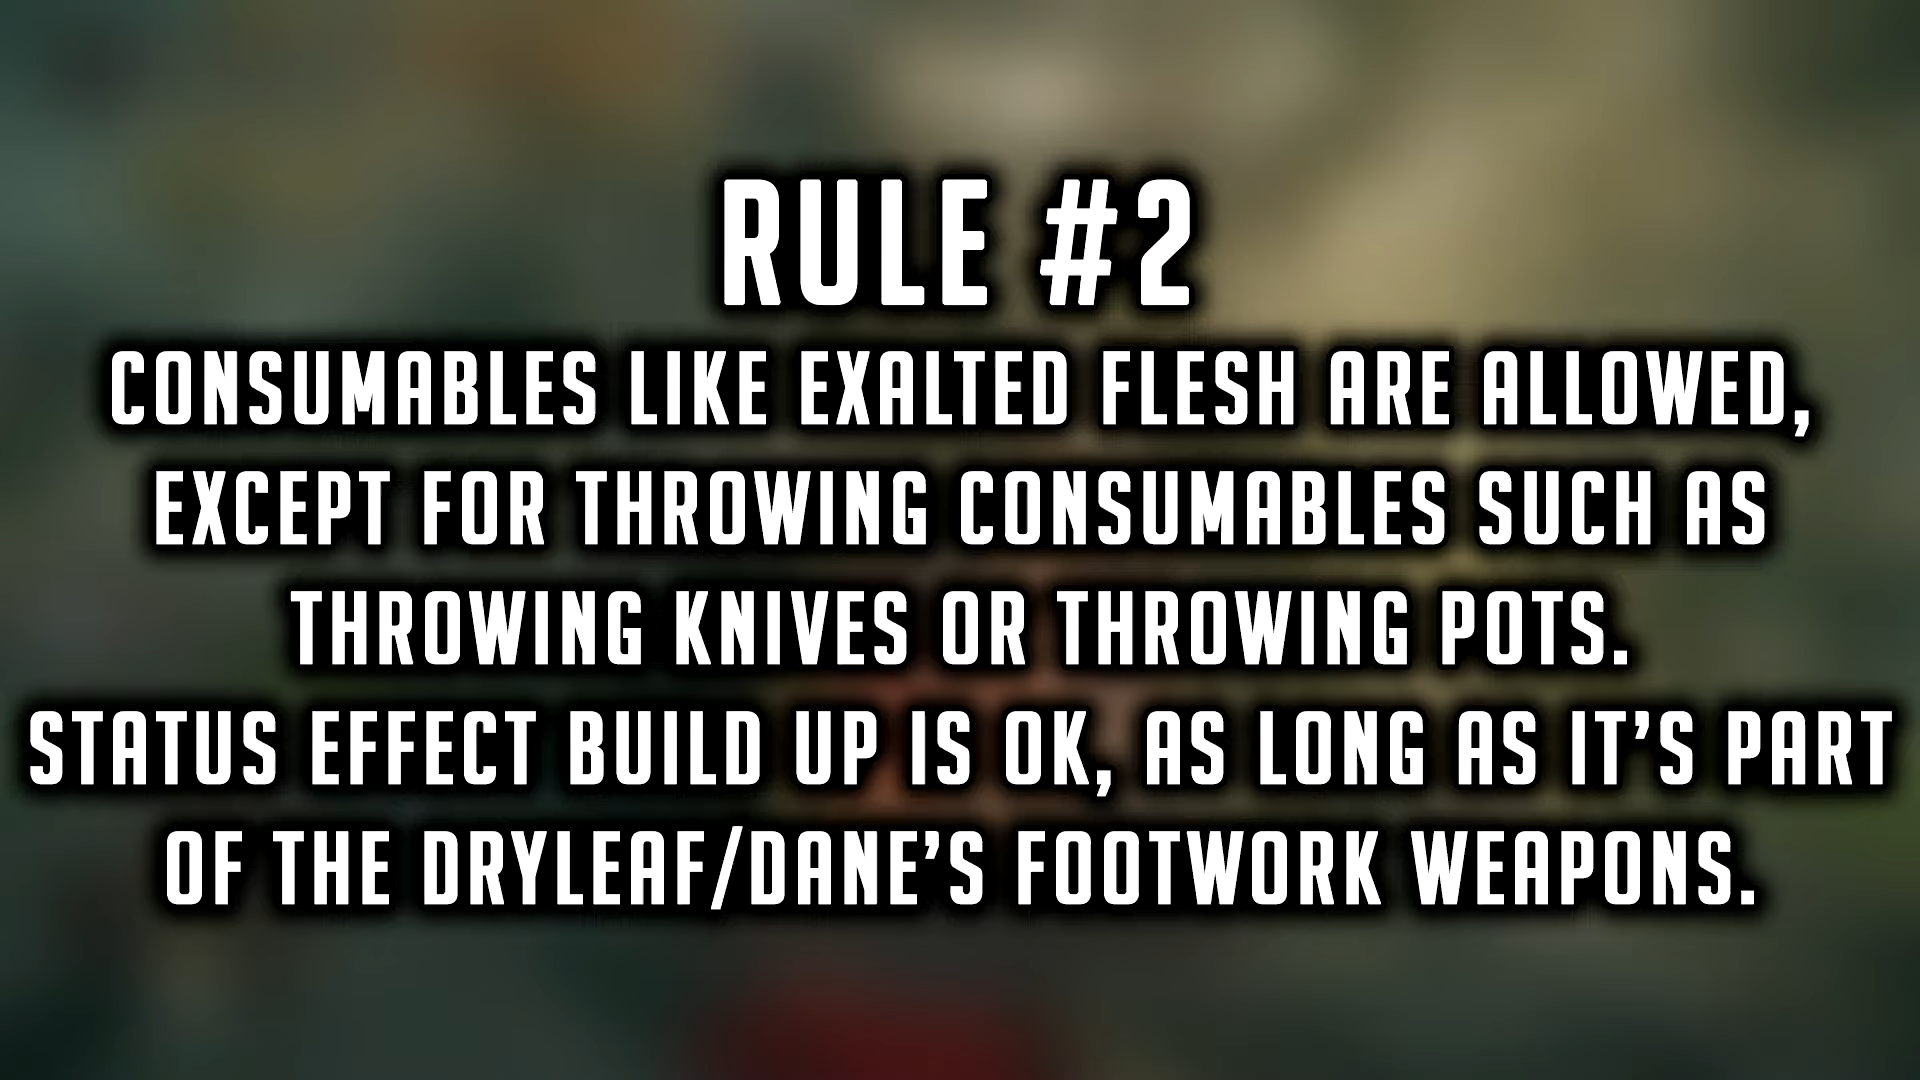 RULE #2
CONSUMABLES LIKE EXALTED FLESH ARE ALLOWED,
EXCEPT FOR THROWING CONSUMABLES SUCH AS
THROWING KNIVES OR THROWING POTS.
STATUS EFFECT BUILD UP IS OK, AS LONG AS IT’S PART
OF THE DRYLEAF/DANE’S FOOTWORK WEAPONS.